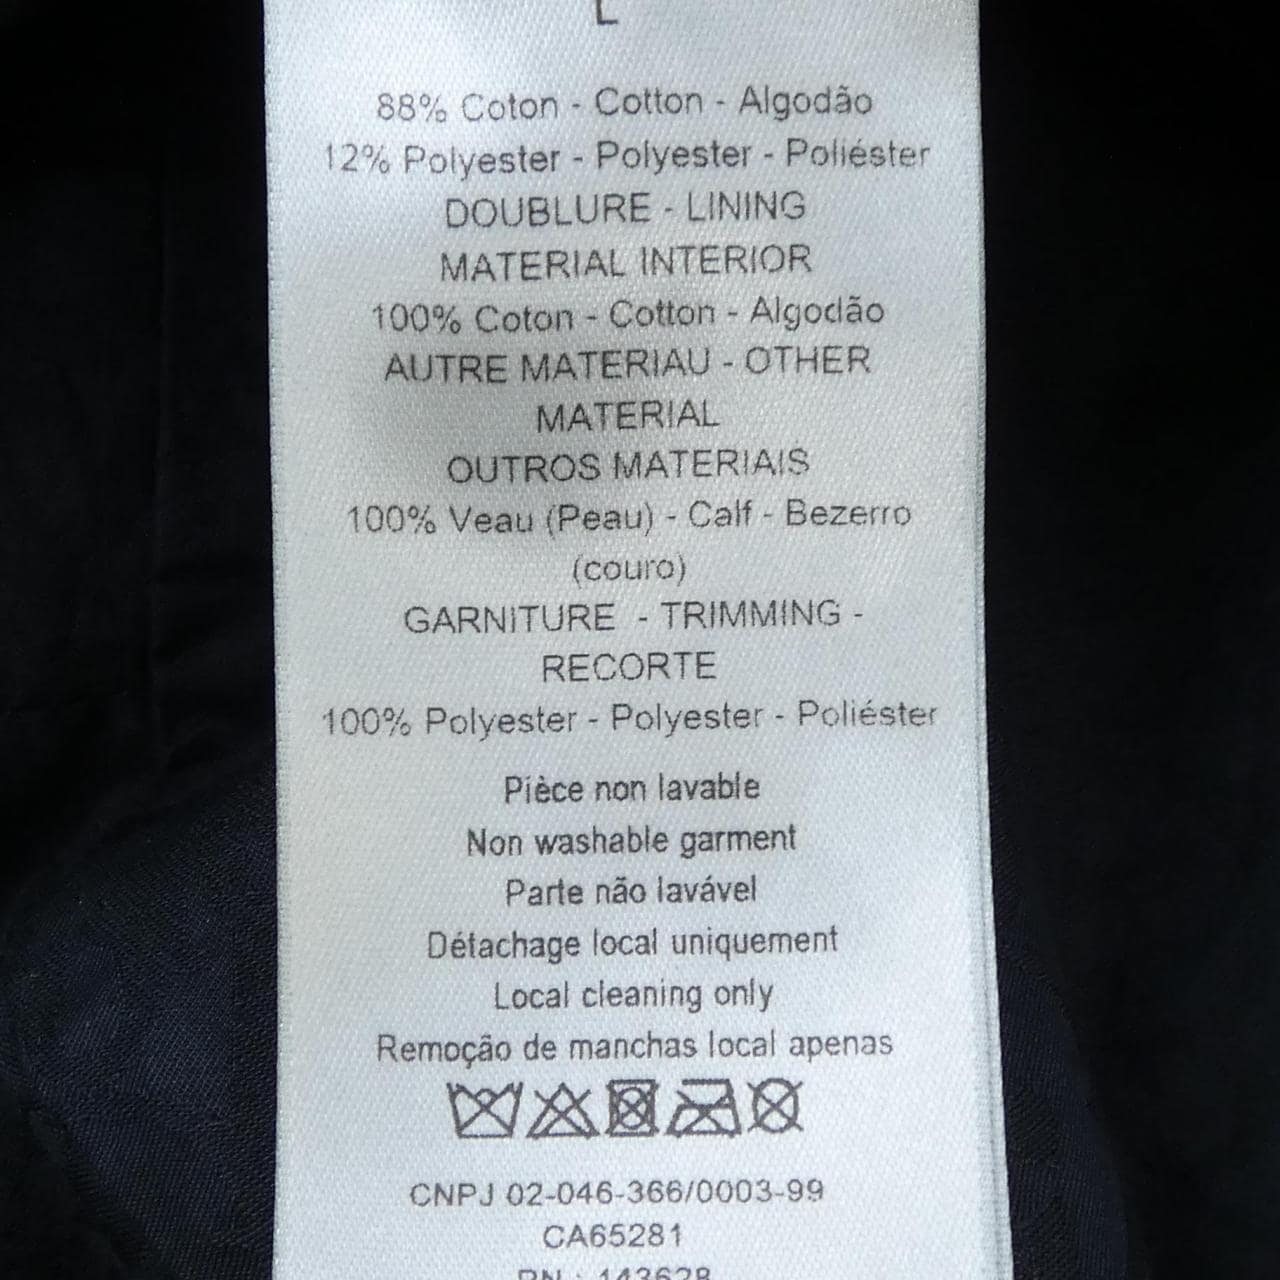 L
88% Coton - Cotton - Algodão
12% Polyester - Polyester - Poliéster
DOUBLURE - LINING
MATERIAL INTERIOR
100% Coton - Cotton - Algodão
AUTRE MATERIAU - OTHER
MATERIAL
OUTROS MATERIAIS
100% Veau (Peau) - Calf - Bezerro
(couro)
GARNITURE - TRIMMING -
RECORTE
100% Polyester - Polyester - Poliéster
Pièce non lavable
Non washable garment
Parte não lavável
Détachage local uniquement
Local cleaning only
Remoção de manchas local apenas
CNPJ 02-046-366/0003-99
CA65281
RN : 143628